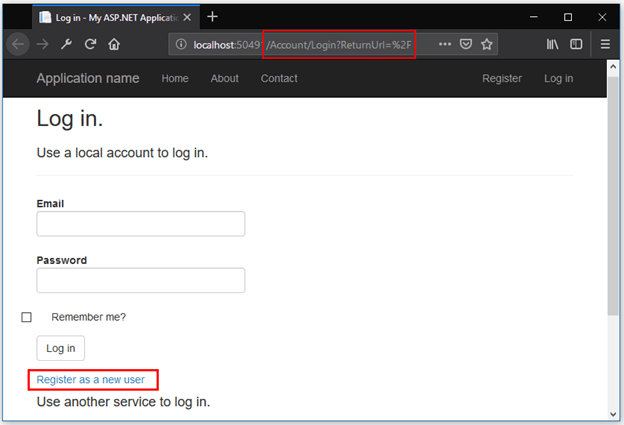 Log in - My ASP.NET Applicatio
localhost:5049 /Account/Login?ReturnUrl=%2F
Application name Home About Contact Register Log in
Log in.
Use a local account to log in.
Email
Password
Remember me?
Log in
Register as a new user
Use another service to log in.